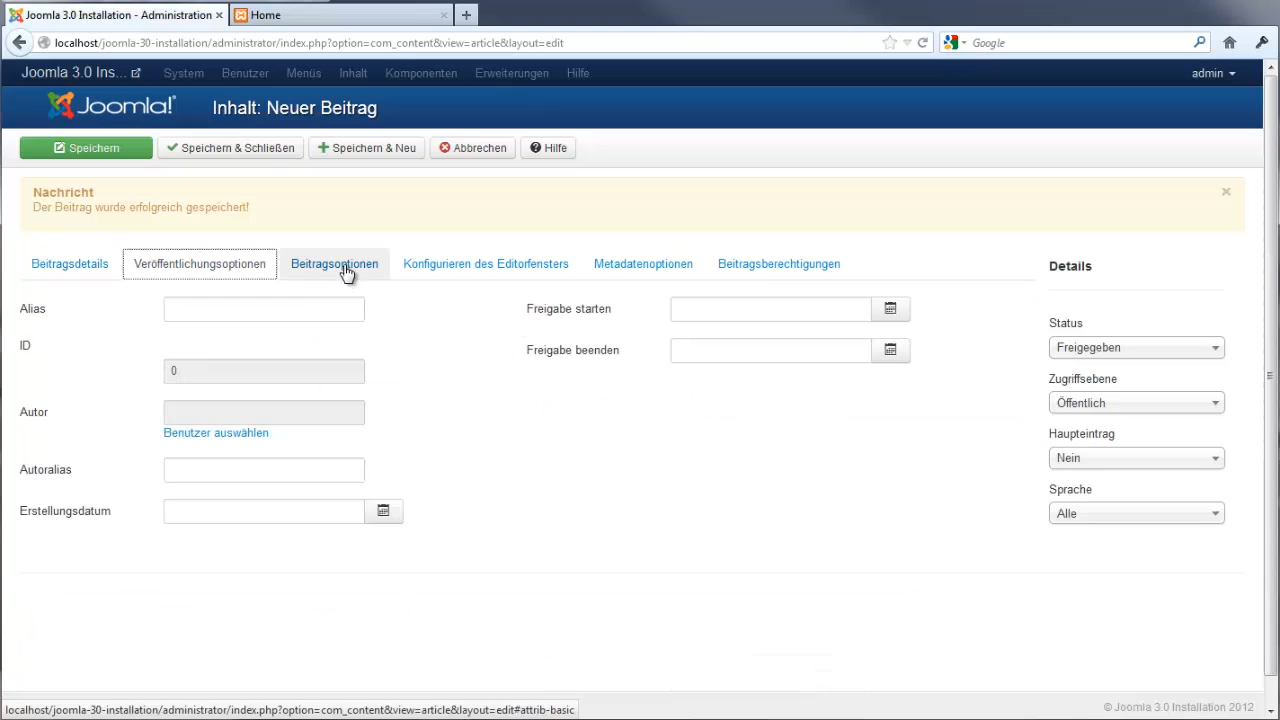 Joomla 3.0 Installation - Administration ×
Home ×
localhost/joomla-30-installation/administrator/index.php?option=com_content&view=article&layout=edit
Google
Joomla 3.0 Ins... System Benutzer Menüs Inhalt Komponenten Erweiterungen Hilfe admin
Joomla! Inhalt: Neuer Beitrag
Speichern Speichern & Schließen Speichern & Neu Abbrechen Hilfe
Nachricht ×
Der Beitrag wurde erfolgreich gespeichert!
Beitragsdetails Veröffentlichungsoptionen Beitragsoptionen Konfigurieren des Editorfensters Metadatenoptionen Beitragsberechtigungen
Details
Alias
ID
0
Autor
Benutzer auswählen
Autoralias
Erstellungsdatum
Freigabe starten
Freigabe beenden
Status
Freigegeben
Zugriffsebene
Öffentlich
Haupteintrag
Nein
Sprache
Alle
localhost/joomla-30-installation/administrator/index.php?option=com_content&view=article&layout=edit#attrib-basic
© Joomla 3.0 Installation 2012